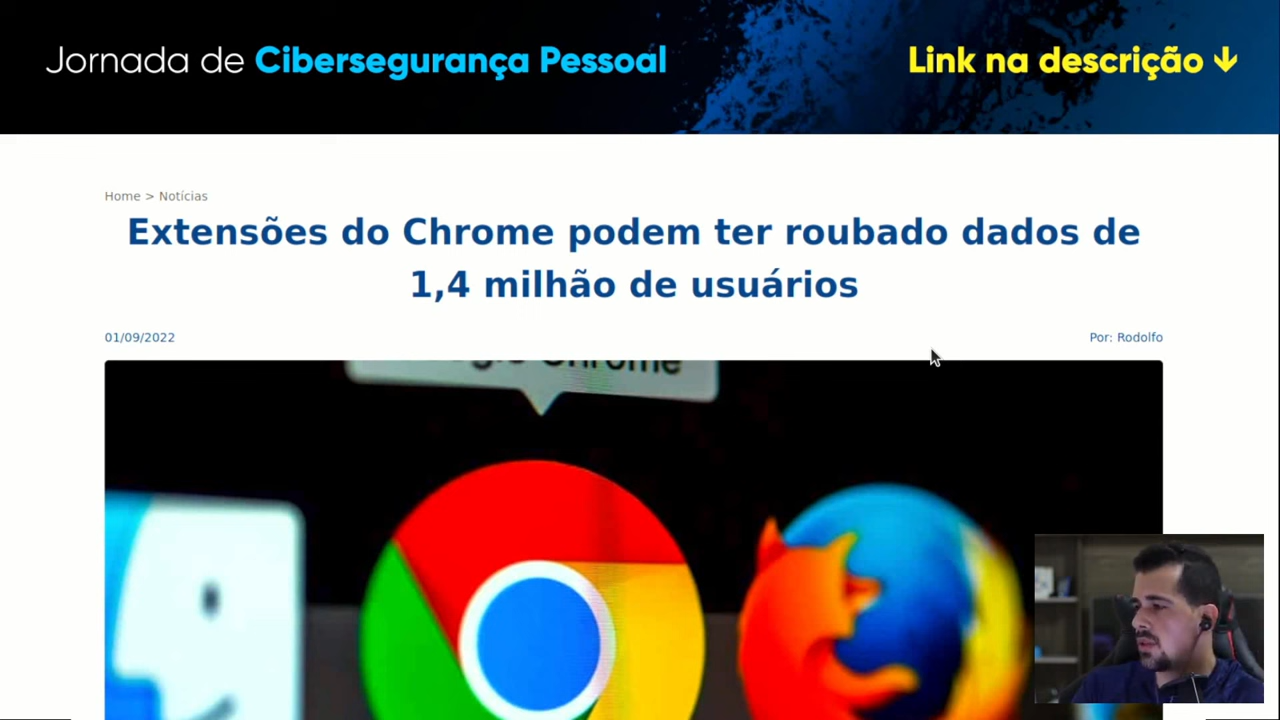 Jornada de Cibersegurança Pessoal
Link na descrição ↓
Home > Notícias
Extensões do Chrome podem ter roubado dados de
1,4 milhão de usuários
01/09/2022
Por: Rodolfo
Chrome